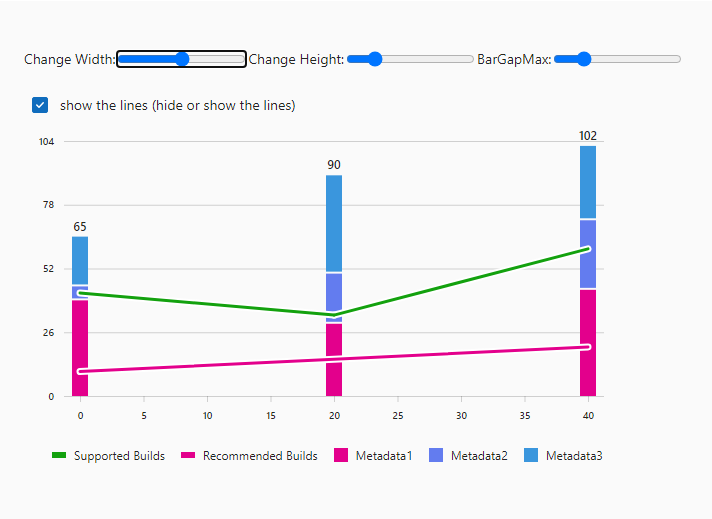 Change Width: Change Height: BarGapMax:
show the lines (hide or show the lines)
102
104
90
78
65
52
26
0
0 5 10 15 20 25 30 35 40
Supported Builds Recommended Builds Metadata1 Metadata2 Metadata3